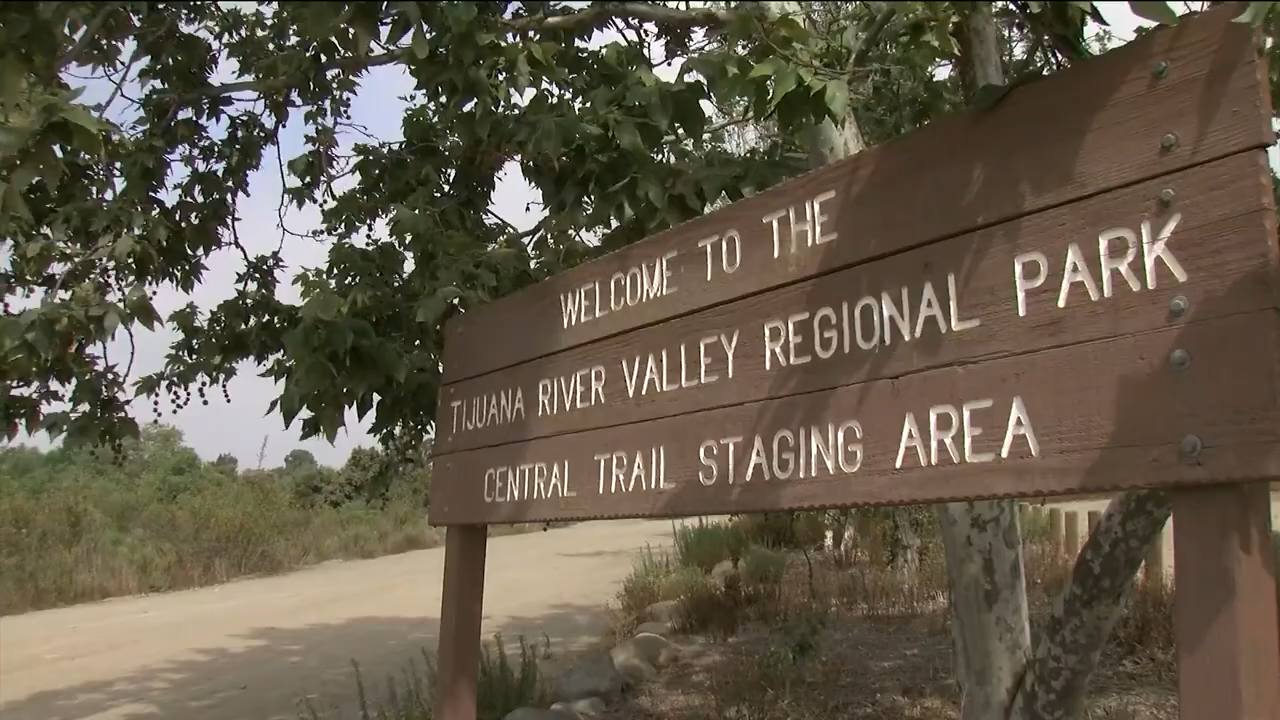 WELCOME TO THE
TIJUANA RIVER VALLEY REGIONAL PARK
CENTRAL TRAIL STAGING AREA